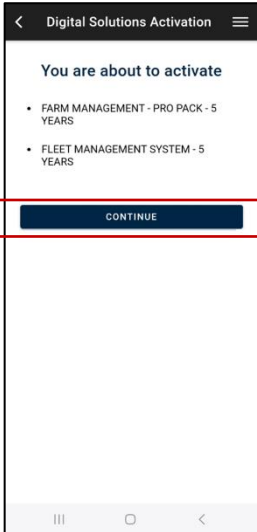 Digital Solutions Activation
You are about to activate
• FARM MANAGEMENT - PRO PACK - 5
YEARS
• FLEET MANAGEMENT SYSTEM - 5
YEARS
CONTINUE